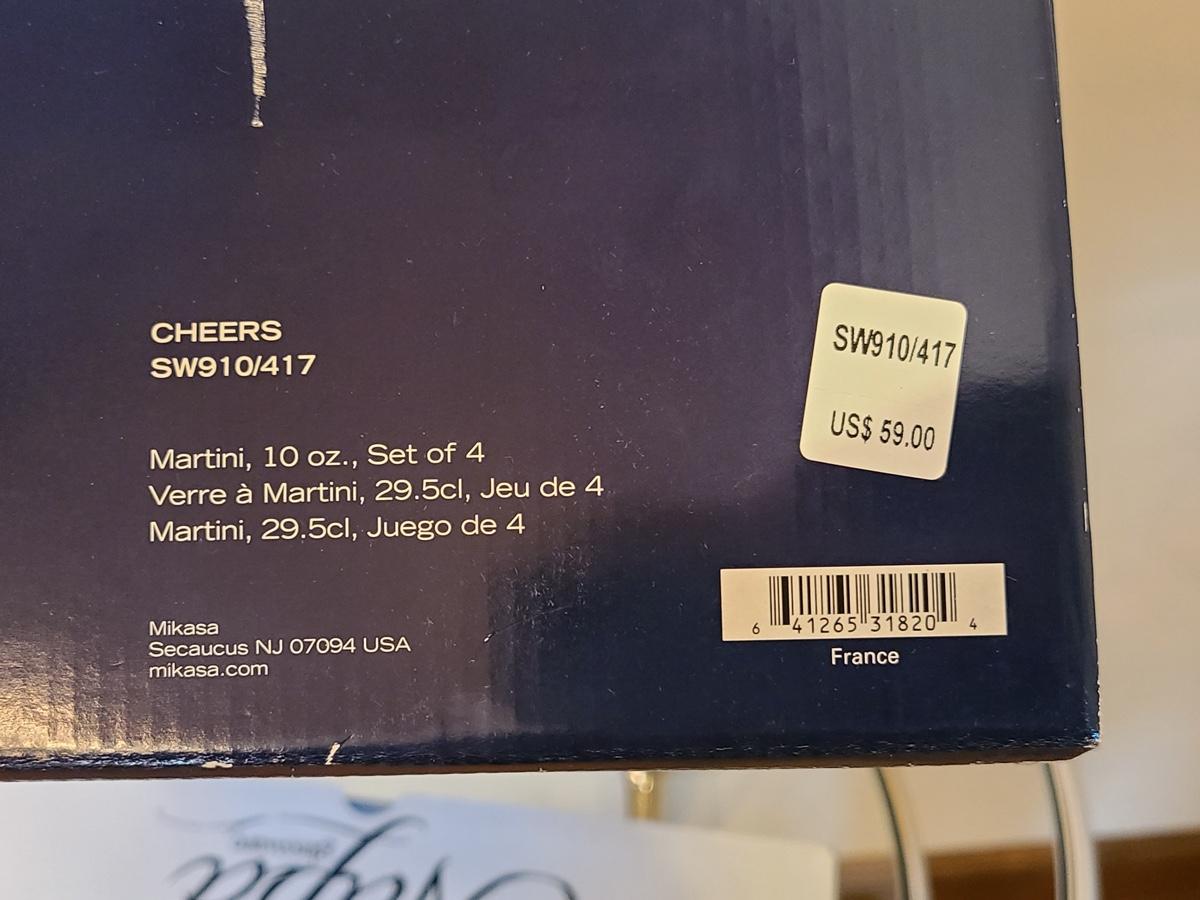 CHEERS
SW910/417
Martini, 10 oz., Set of 4
Verre à Martini, 29.5cl, Jeu de 4
Martini, 29.5cl, Juego de 4
Mikasa
Secaucus NJ 07094 USA
mikasa.com
SW910/417
US$ 59.00
6 41265 31820 4
France